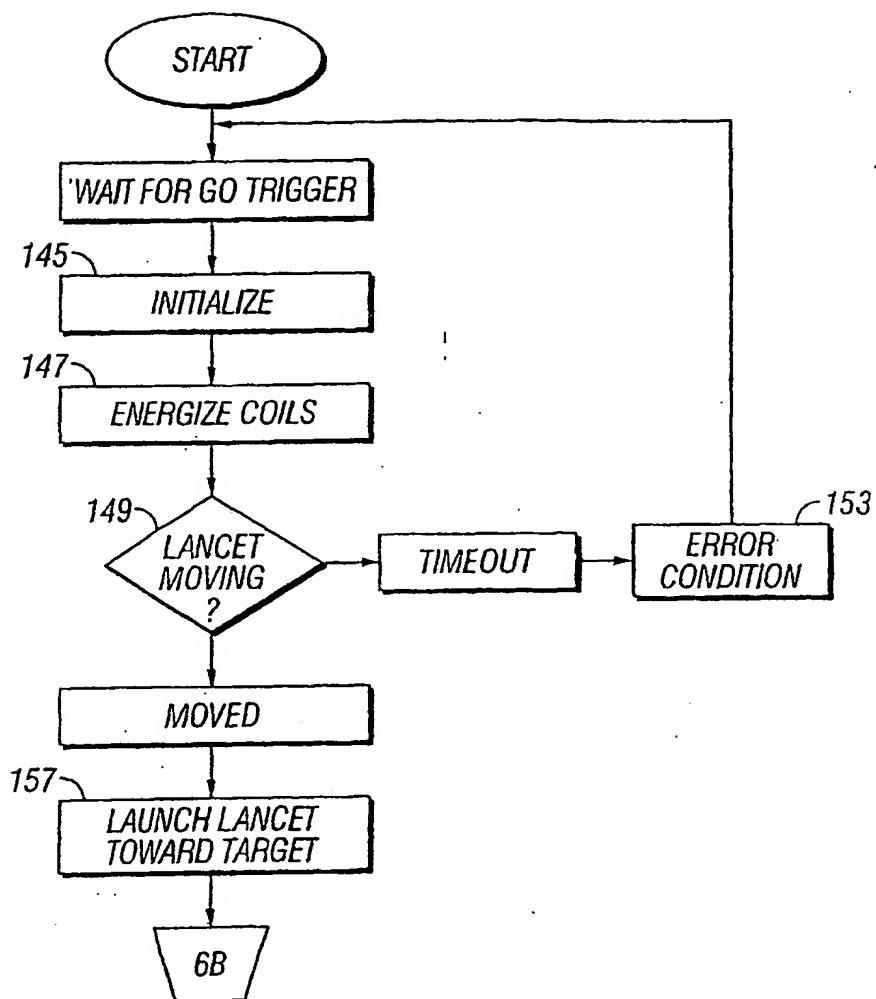 START
'WAIT FOR GO TRIGGER
145
INITIALIZE
147
ENERGIZE COILS
149
LANCET
MOVING
?
TIMEOUT
153
ERROR
CONDITION
MOVED
157
LAUNCH LANCET
TOWARD TARGET
6B